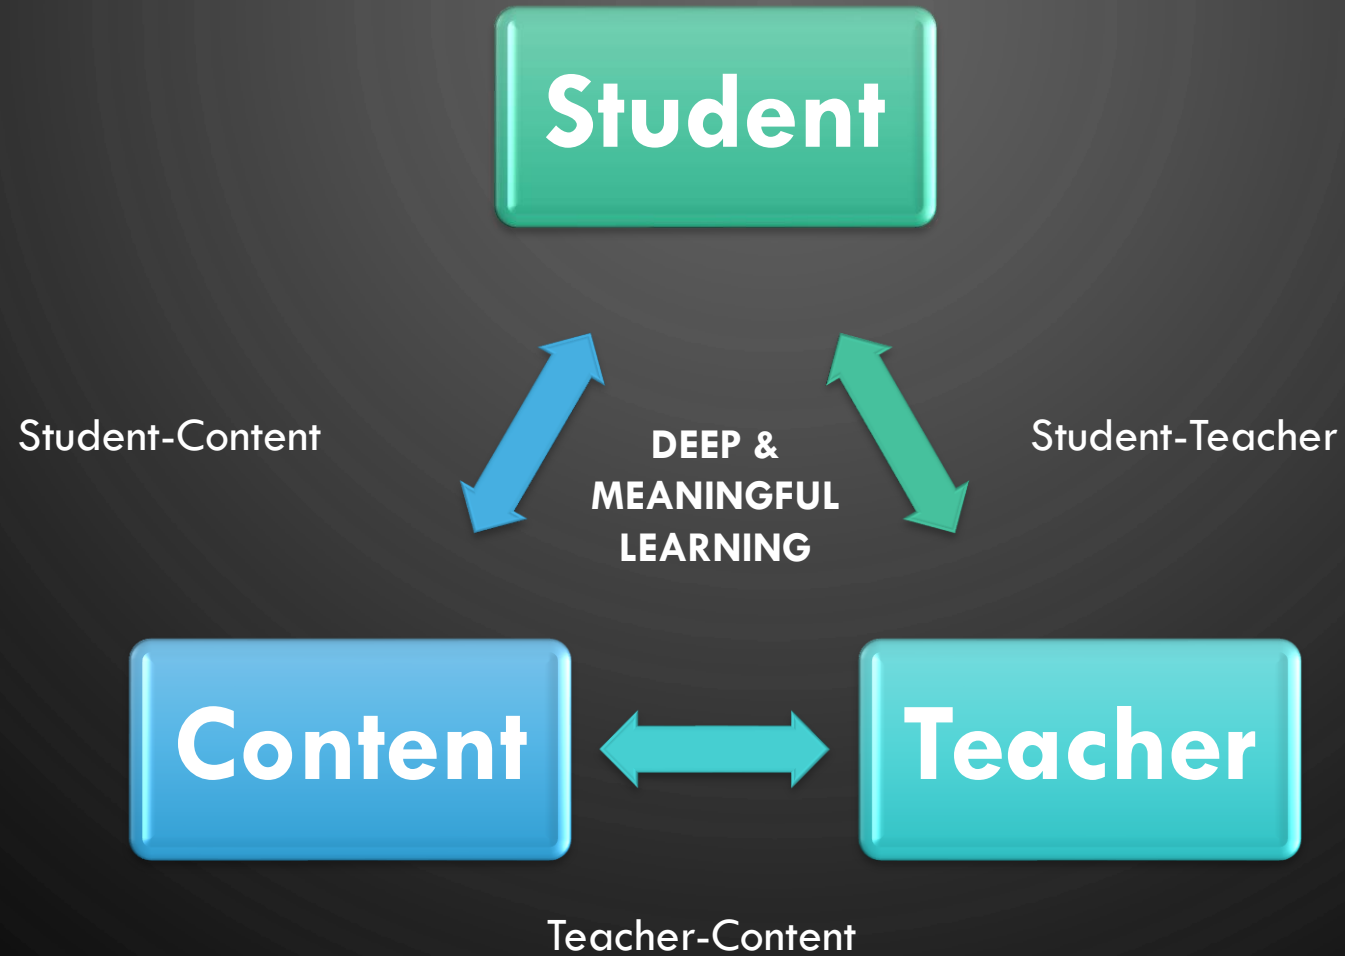 Student
Student-Content
DEEP &
MEANINGFUL
LEARNING
Student-Teacher
Content
Teacher
Teacher-Content